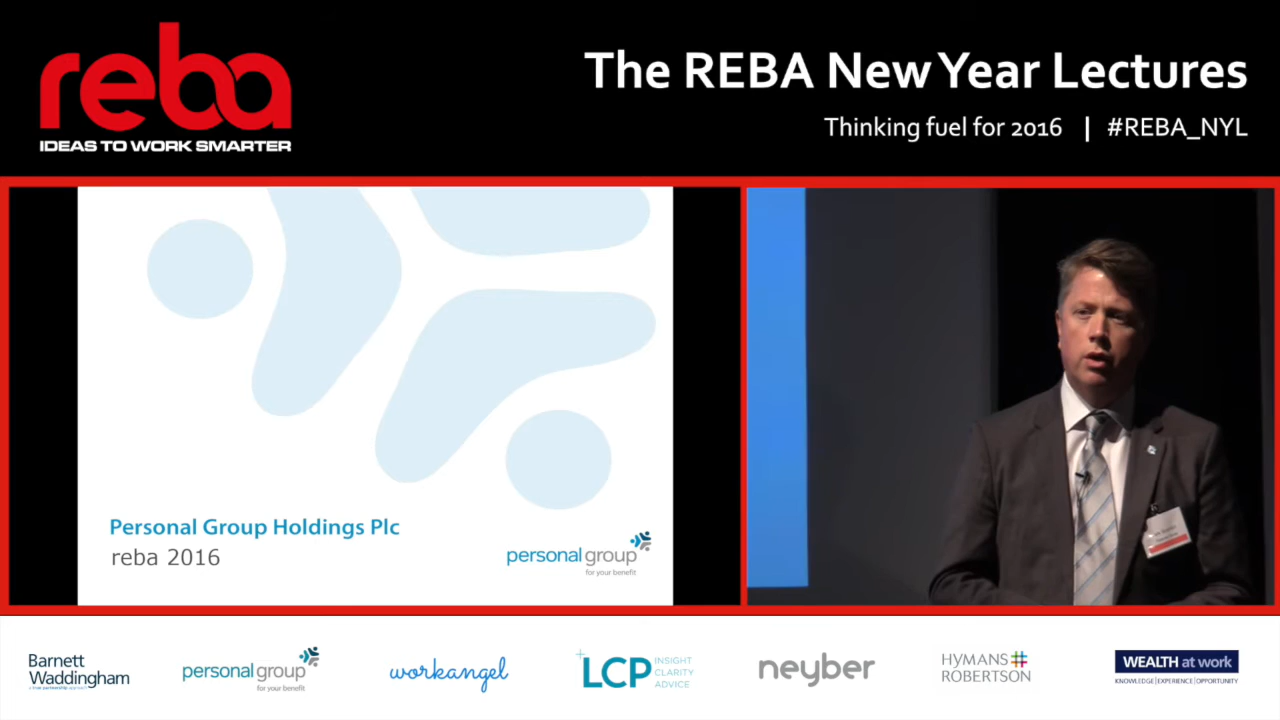 reba
IDEAS TO WORK SMARTER
The REBA New Year Lectures
Thinking fuel for 2016 | #REBA_NYL
Personal Group Holdings Plc
reba 2016
personal group
for your benefit
Barnett
Waddingham
personal group
for your benefit
workangel
LCP INSIGHT
CLARITY
ADVICE
neyber
HYMANS
ROBERTSON
WEALTH at work
KNOWLEDGE | EXPERIENCE | OPPORTUNITY